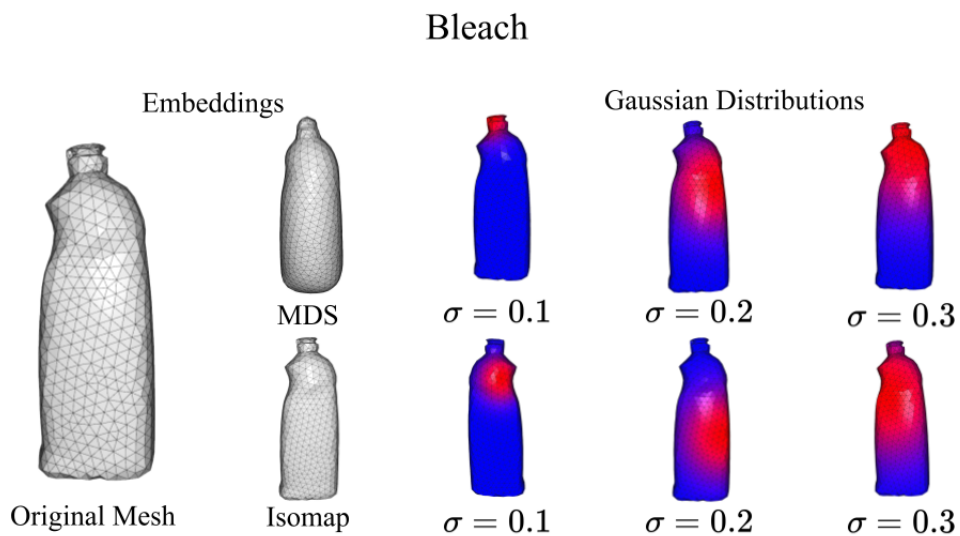 Bleach
Embeddings
Gaussian Distributions
MDS
σ = 0.1
σ = 0.2
σ = 0.3
Original Mesh
Isomap
σ = 0.1
σ = 0.2
σ = 0.3